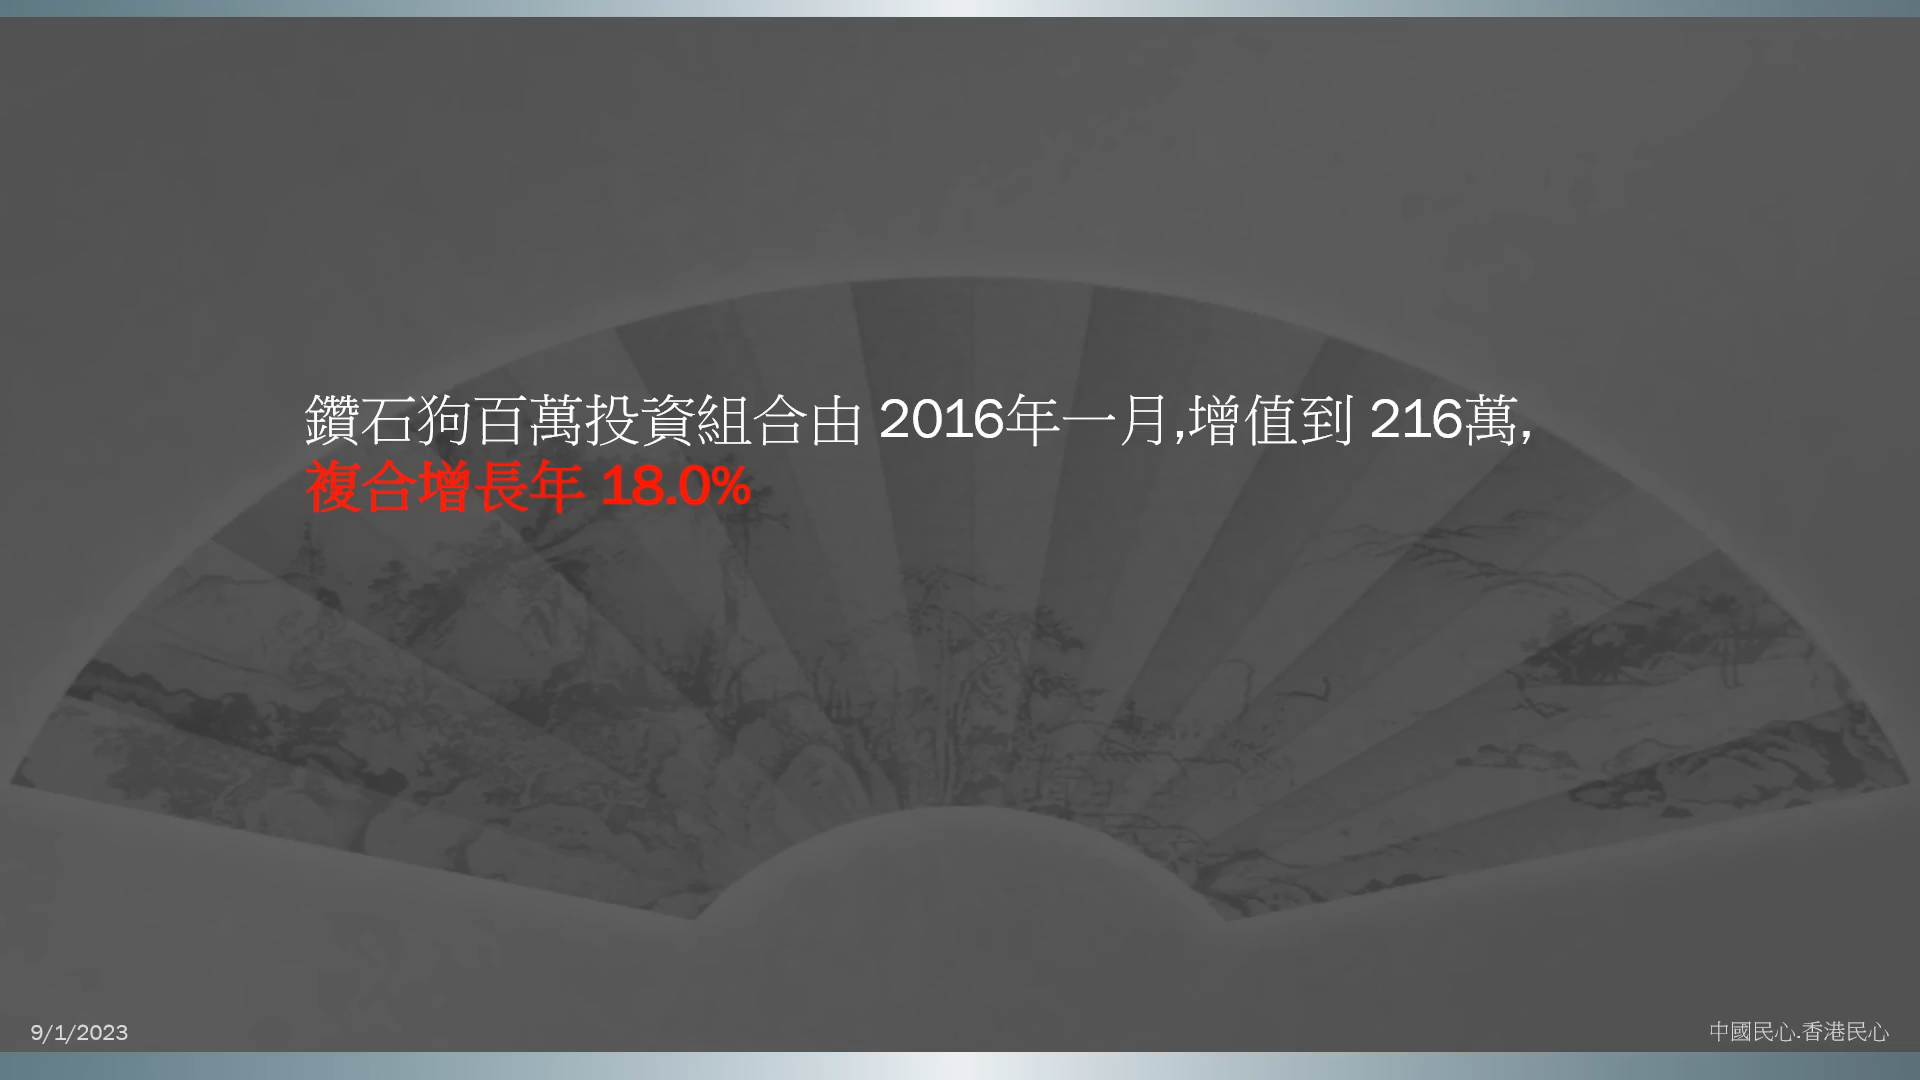 鑽石狗百萬投資組合由 2016年一月,增值到 216萬,
複合增長年 18.0%
9/1/2023
中國民心.香港民心